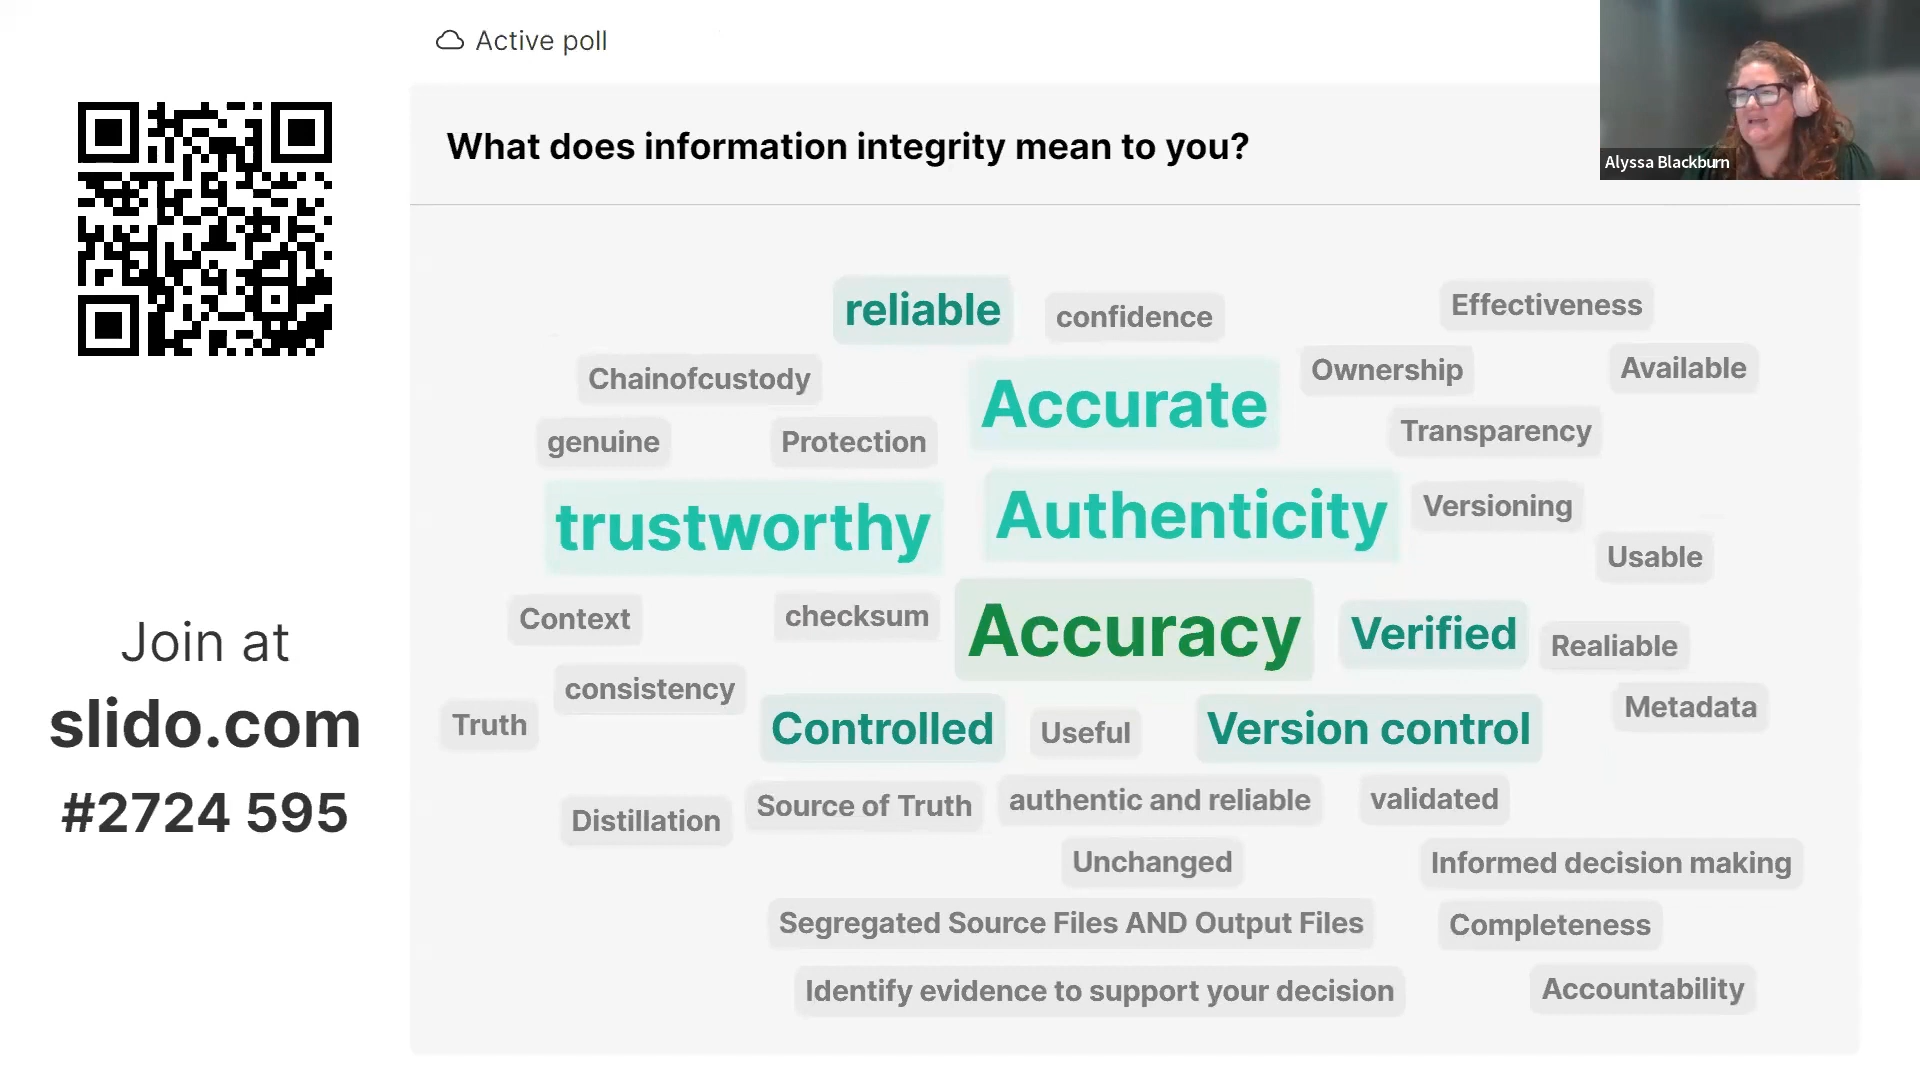 Active poll
What does information integrity mean to you?
Alyssa Blackburn
Join at
slido.com
#2724 595
reliable
confidence
Effectiveness
Chainofcustody
Accurate
Ownership
Available
genuine
Protection
Transparency
trustworthy
Authenticity
Versioning
Usable
Context
checksum
Accuracy
Verified
Realiable
consistency
Metadata
Truth
Controlled
Useful
Version control
Distillation
Source of Truth
authentic and reliable
validated
Unchanged
Informed decision making
Segregated Source Files AND Output Files
Completeness
Identify evidence to support your decision
Accountability